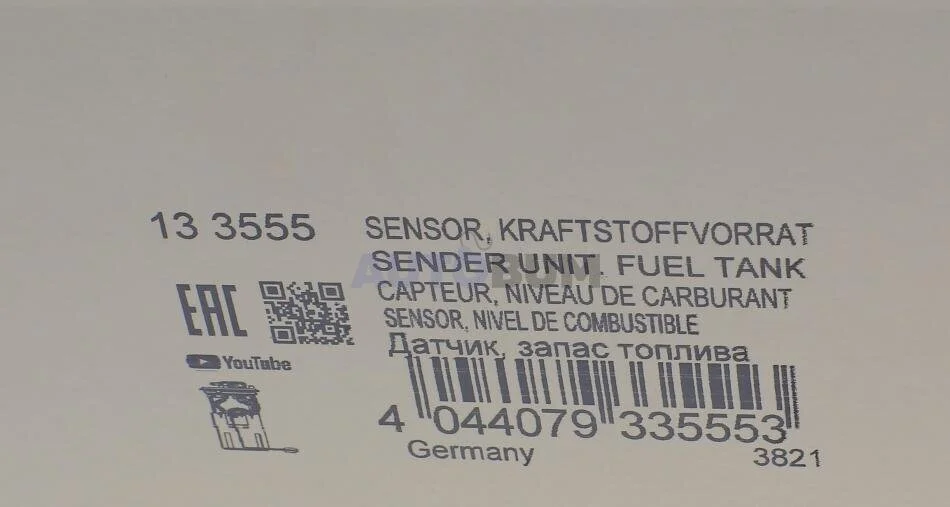 13 3555
SENSOR, KRAFTSTOFFVORRAT
SENDER UNIT, FUEL TANK
CAPTEUR, NIVEAU DE CARBURANT
SENSOR, NIVEL DE COMBUSTIBLE
Датчик, запас топлива
EAC
YouTube
AUTOBUM
4 044079 335553
Germany
3821